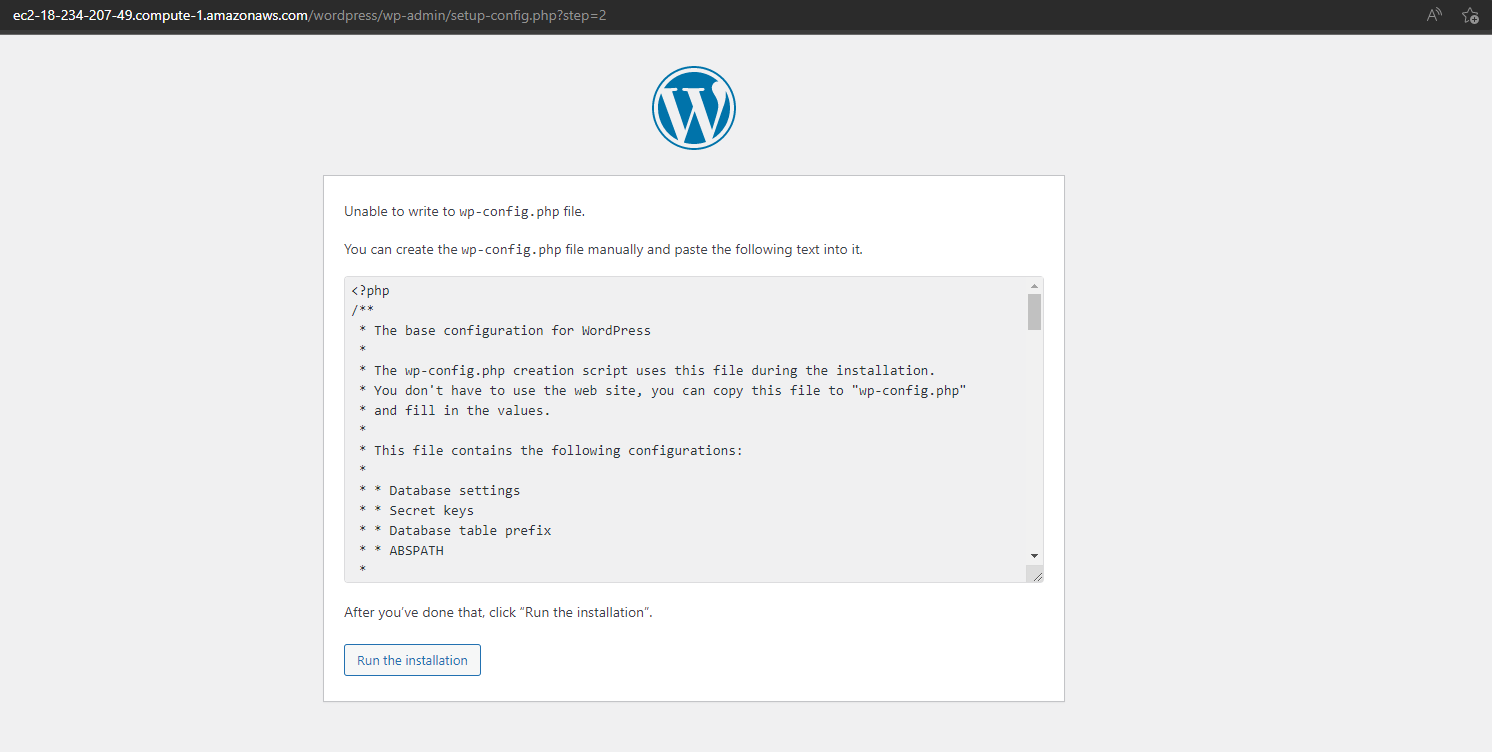 ec2-18-234-207-49.compute-1.amazonaws.com/wordpress/wp-admin/setup-config.php?step=2
Unable to write to wp-config.php file.
You can create the wp-config.php file manually and paste the following text into it.
<?php
/**
 * The base configuration for WordPress
 *
 * The wp-config.php creation script uses this file during the installation.
 * You don't have to use the web site, you can copy this file to "wp-config.php"
 * and fill in the values.
 *
 * This file contains the following configurations:
 *
 * * Database settings
 * * Secret keys
 * * Database table prefix
 * * ABSPATH
 *
After you’ve done that, click “Run the installation”.
Run the installation